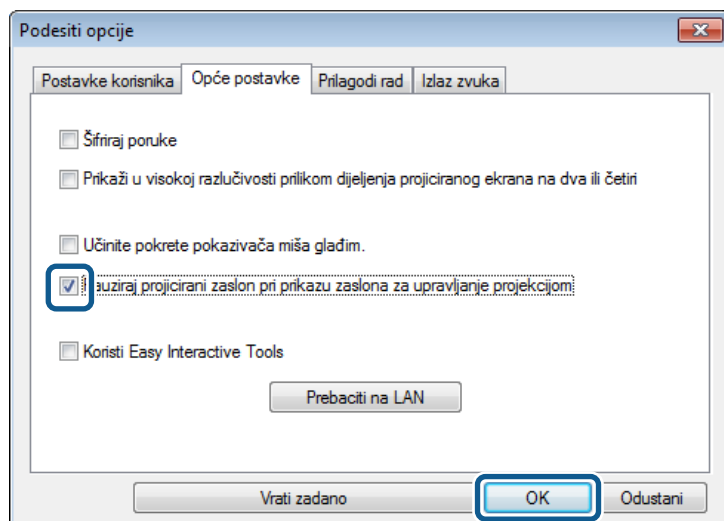 Podesiti opcije
Postavke korisnika Opće postavke Prilagodi rad Izlaz zvuka
Šifriraj poruke
Prikaži u visokoj razlučivosti prilikom dijeljenja projiciranog ekrana na dva ili četiri
Učinite pokrete pokazivača miša glađim.
auziraj projicirani zaslon pri prikazu zaslona za upravljanje projekcijom
Koristi Easy Interactive Tools
Prebaciti na LAN
Vrati zadano OK Odustani